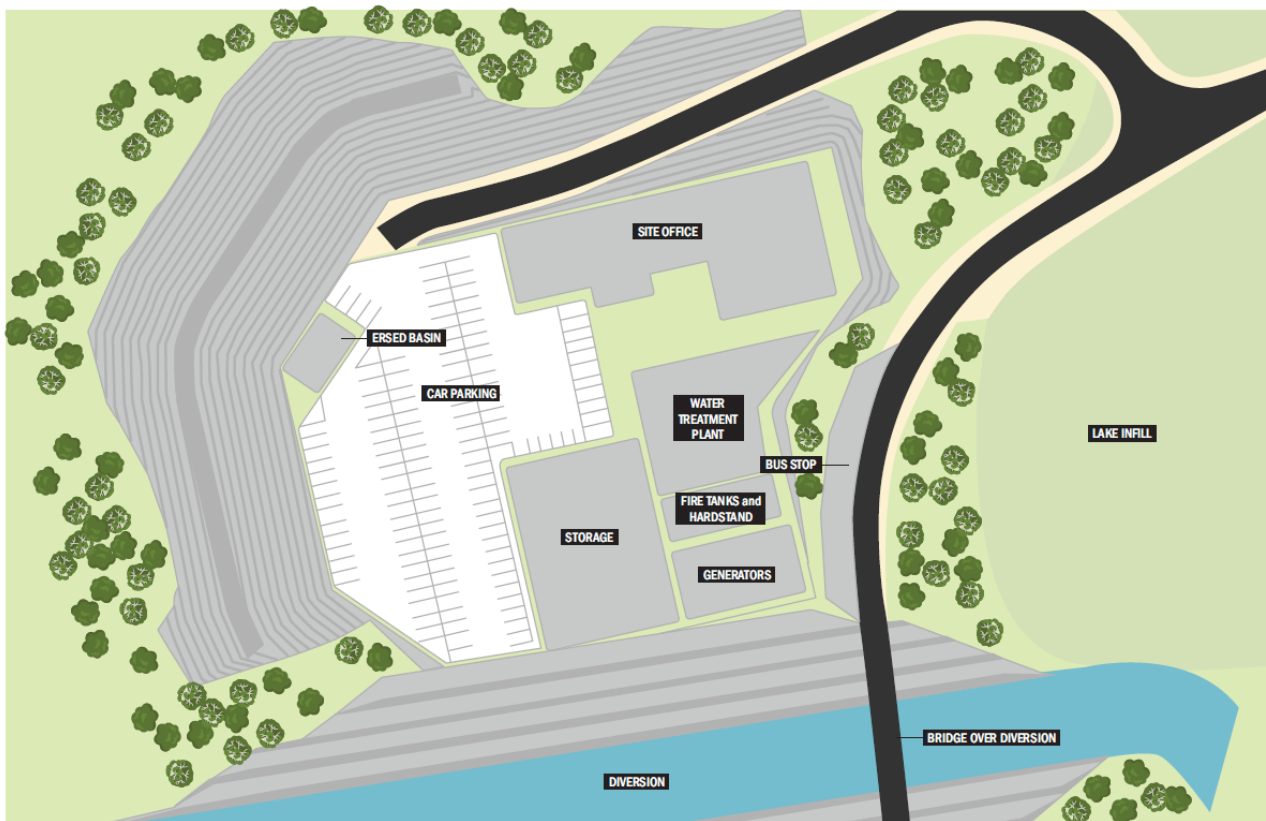 SITE OFFICE
ERSED BASIN
CAR PARKING
WATER
TREATMENT
PLANT
LAKE INFILL
BUS STOP
FIRE TANKS and
HARDSTAND
STORAGE
GENERATORS
BRIDGE OVER DIVERSION
DIVERSION